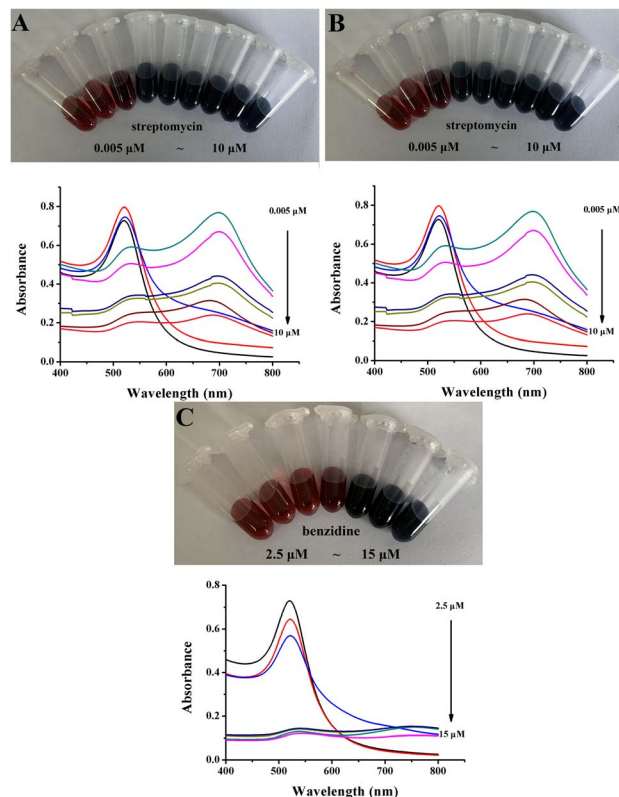 A
streptomycin
0.005 µM ~ 10 µM
B
streptomycin
0.005 µM ~ 10 µM
0.8
0.6
0.4
0.2
0.0
Absorbance
400 500 600 700 800
Wavelength (nm)
0.005 µM
10 µM
0.8
0.6
0.4
0.2
0.0
Absorbance
400 500 600 700 800
Wavelength (nm)
0.005 µM
10 µM
C
benzidine
2.5 µM ~ 15 µM
0.8
0.6
0.4
0.2
0.0
Absorbance
400 500 600 700 800
Wavelength (nm)
2.5 µM
15 µM